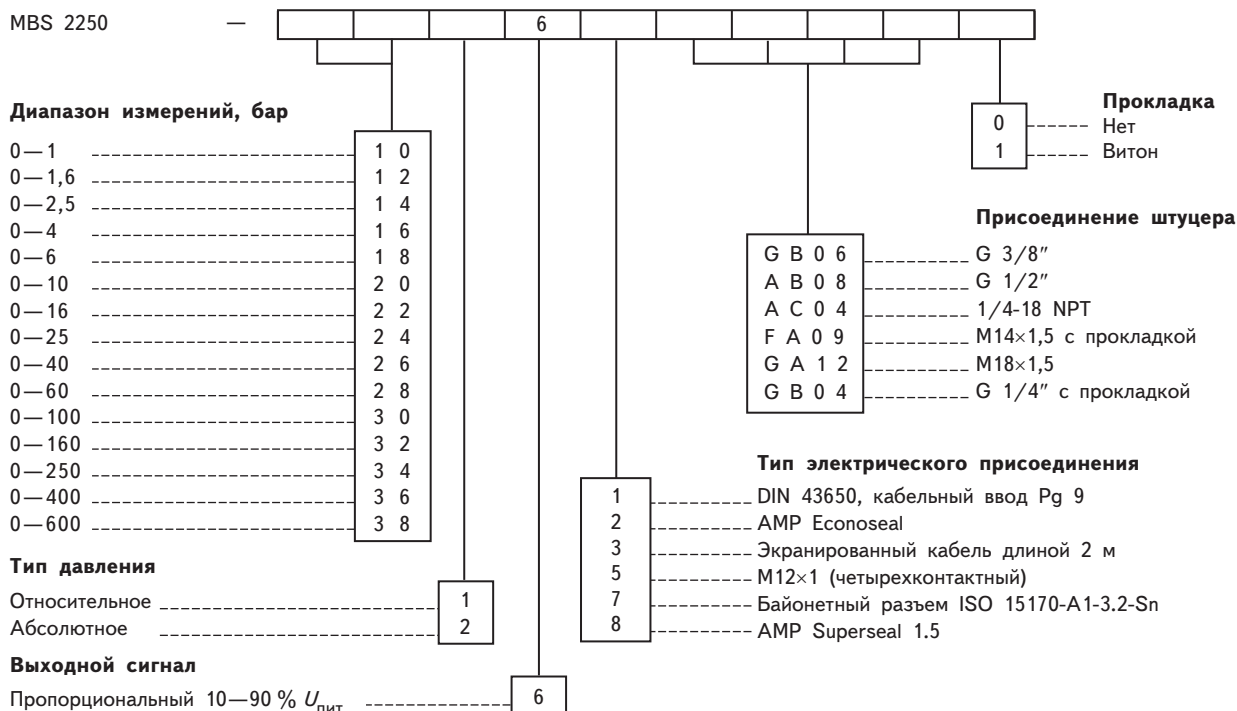 MBS 2250 — 6
Диапазон измерений, бар
0—1 1 0
0—1,6 1 2
0—2,5 1 4
0—4 1 6
0—6 1 8
0—10 2 0
0—16 2 2
0—25 2 4
0—40 2 6
0—60 2 8
0—100 3 0
0—160 3 2
0—250 3 4
0—400 3 6
0—600 3 8
Тип давления
Относительное 1
Абсолютное 2
Выходной сигнал
Пропорциональный 10—90 % Uпит 6
Прокладка
0 Нет
1 Витон
Присоединение штуцера
G B 0 6 G 3/8″
A B 0 8 G 1/2″
A C 0 4 1/4-18 NPT
F A 0 9 M14×1,5 с прокладкой
G A 1 2 M18×1,5
G B 0 4 G 1/4″ с прокладкой
Тип электрического присоединения
1 DIN 43650, кабельный ввод Pg 9
2 AMP Econoseal
3 Экранированный кабель длиной 2 м
5 M12×1 (четырехконтактный)
7 Байонетный разъем ISO 15170-A1-3.2-Sn
8 AMP Superseal 1.5